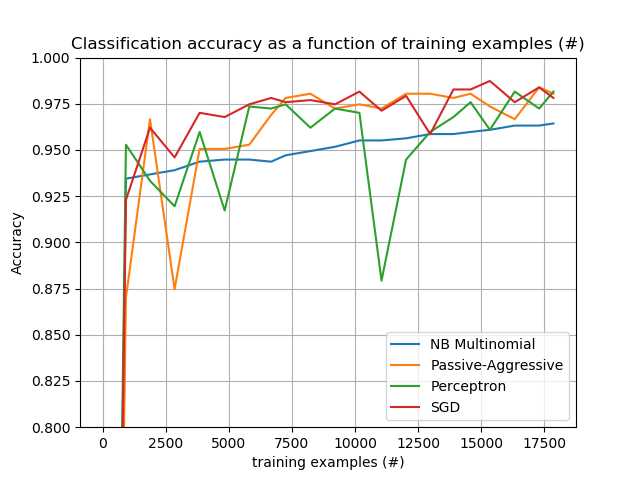 Classification accuracy as a function of training examples (#)
1.000
0.975
0.950
0.925
0.900
0.875
0.850
0.825
0.800
Accuracy
NB Multinomial
Passive-Aggressive
Perceptron
SGD
0 2500 5000 7500 10000 12500 15000 17500
training examples (#)